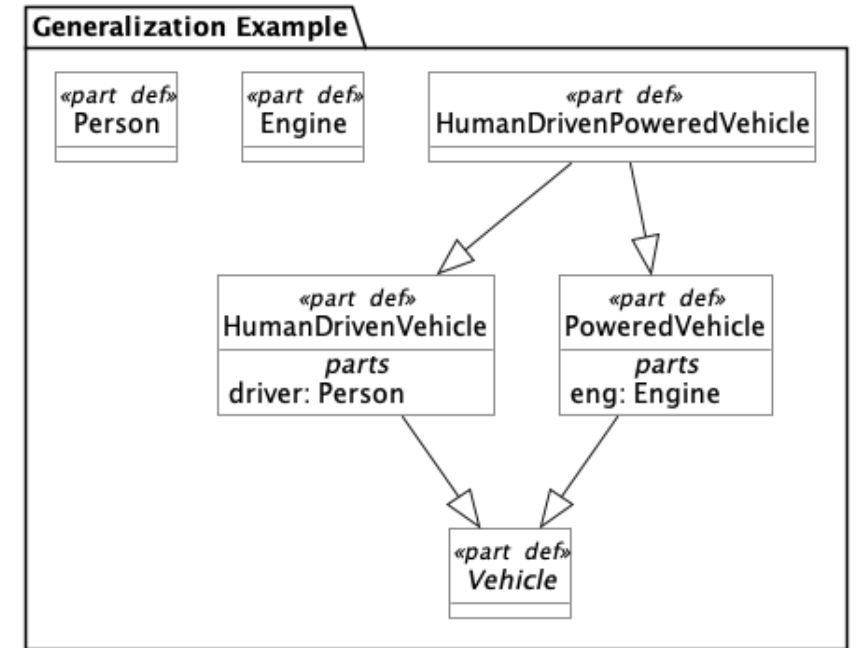 Generalization Example
«part def»
Person
«part def»
Engine
«part def»
HumanDrivenPoweredVehicle
«part def»
HumanDrivenVehicle
parts
driver: Person
«part def»
PoweredVehicle
parts
eng: Engine
«part def»
Vehicle